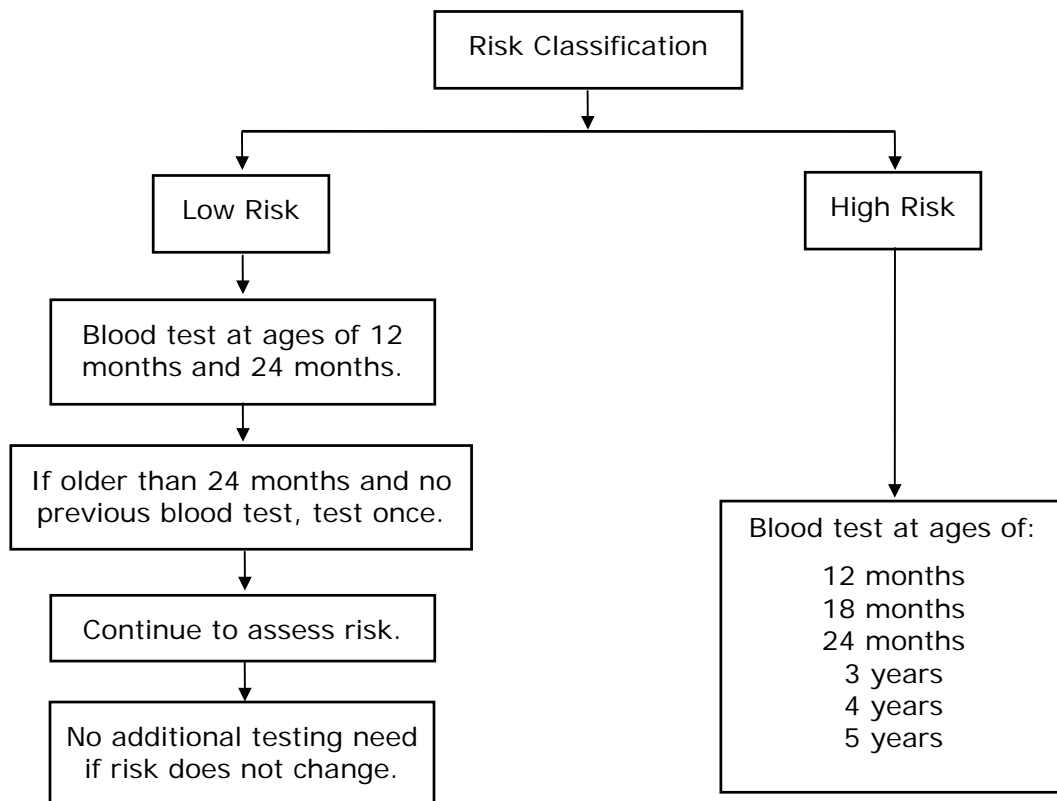 Risk Classification
Low Risk
High Risk
Blood test at ages of 12
months and 24 months.
If older than 24 months and no
previous blood test, test once.
Continue to assess risk.
No additional testing need
if risk does not change.
Blood test at ages of:
12 months
18 months
24 months
3 years
4 years
5 years